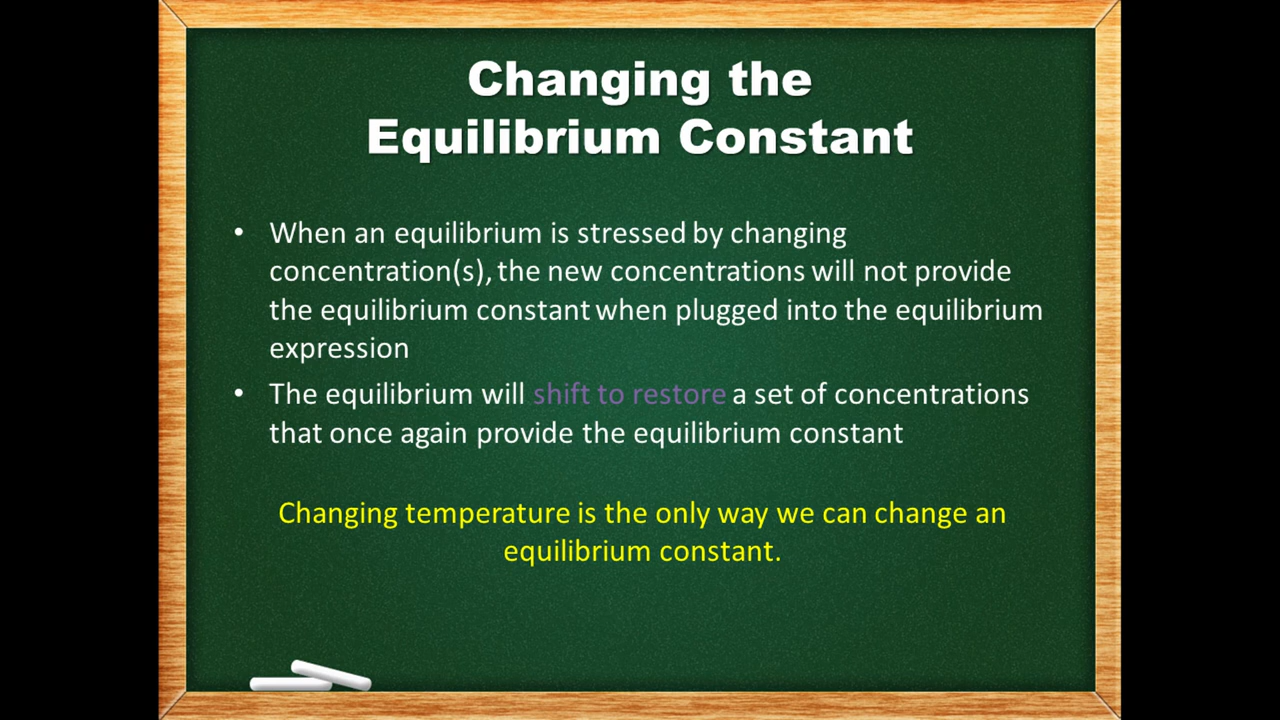 Changing the
Equilibrium Constant
• When an equilibrium is stressed by changing
concentration(s), the new concentrations will not provide
the equilibrium constant when plugged into the equilibrium
expression
• The equilibrium will shift to restore a set of concentrations
that once again provide the equilibrium constant
Changing temperature is the only way we can change an
equilibrium constant.